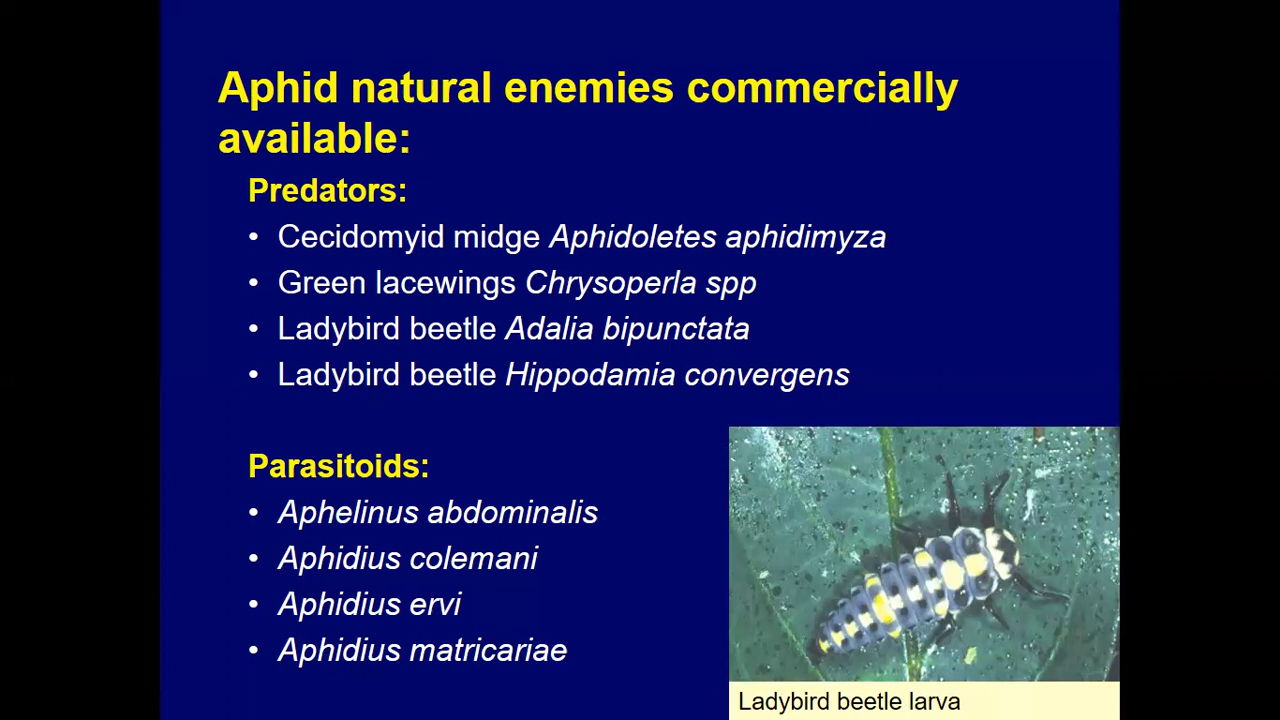 Aphid natural enemies commercially
available:
Predators:
• Cecidomyid midge Aphidoletes aphidimyza
• Green lacewings Chrysoperla spp
• Ladybird beetle Adalia bipunctata
• Ladybird beetle Hippodamia convergens
Parasitoids:
• Aphelinus abdominalis
• Aphidius colemani
• Aphidius ervi
• Aphidius matricariae
Ladybird beetle larva